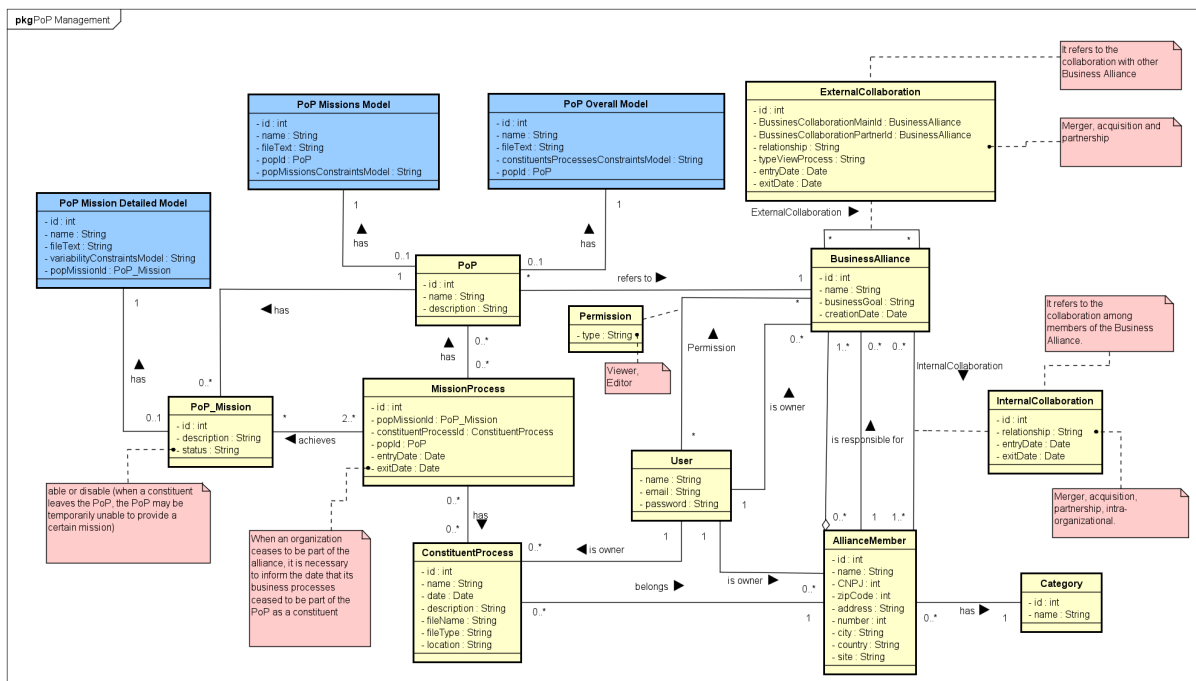 pkg PoP Management
It refers to the
collaboration with other
Business Alliance
ExternalCollaboration
- id : int
- BussinesCollaborationMainId : BusinessAlliance
- BussinesCollaborationPartnerId : BusinessAlliance
- relationship : String
- typeViewProcess : String
- entryDate : Date
- exitDate : Date
Merger, acquisition and
partnership
PoP Missions Model
- id : int
- name : String
- fileText : String
- popId : PoP
- popMissionsConstraintsModel : String
PoP Overall Model
- id : int
- name : String
- fileText : String
- constituentsProcessesConstraintsModel : String
- popId : PoP
PoP Mission Detailed Model
- id : int
- name : String
- fileText : String
- variabilityConstraintsModel : String
- popMissionId : PoP_Mission
1
has
0..1
1
has
0..1
ExternalCollaboration
*
*
PoP
- id : int
- name : String
- description : String
1
*
refers to
1
*
BusinessAlliance
- id : int
- name : String
- businessGoal : String
- creationDate : Date
has
0..*
1
has
0..1
0..*
has
0..*
Permission
- type : String
Viewer,
Editor
Permission
*
0..*
is owner
1
1..*
0..*
0..*
InternalCollaboration
It refers to the
collaboration among
members of the Business
Alliance.
InternalCollaboration
- id : int
- relationship : String
- entryDate : Date
- exitDate : Date
Merger, acquisition,
partnership, intra-
organizational.
is responsible for
0..*
1
1..*
PoP_Mission
- id : int
- description : String
- status : String
*
achieves
2..*
MissionProcess
- id : int
- popMissionId : PoP_Mission
- constituentProcessId : ConstituentProcess
- popId : PoP
- entryDate : Date
- exitDate : Date
able or disable (when a constituent
leaves the PoP, the PoP may be
temporarily unable to provide a
certain mission)
When an organization
ceases to be part of the
alliance, it is necessary
to inform the date that its
business processes
ceased to be part of the
PoP as a constituent
0..*
has
0..*
User
- name : String
- email : String
- password : String
1
1
0..*
is owner
is owner
0..*
ConstituentProcess
- id : int
- name : String
- date : Date
- description : String
- fileName : String
- fileType : String
- location : String
belongs
0..*
1
AllianceMember
- id : int
- name : String
- CNPJ : int
- zipCode : int
- address : String
- number : int
- city : String
- country : String
- site : String
has
0..*
1
Category
- id : int
- name : String